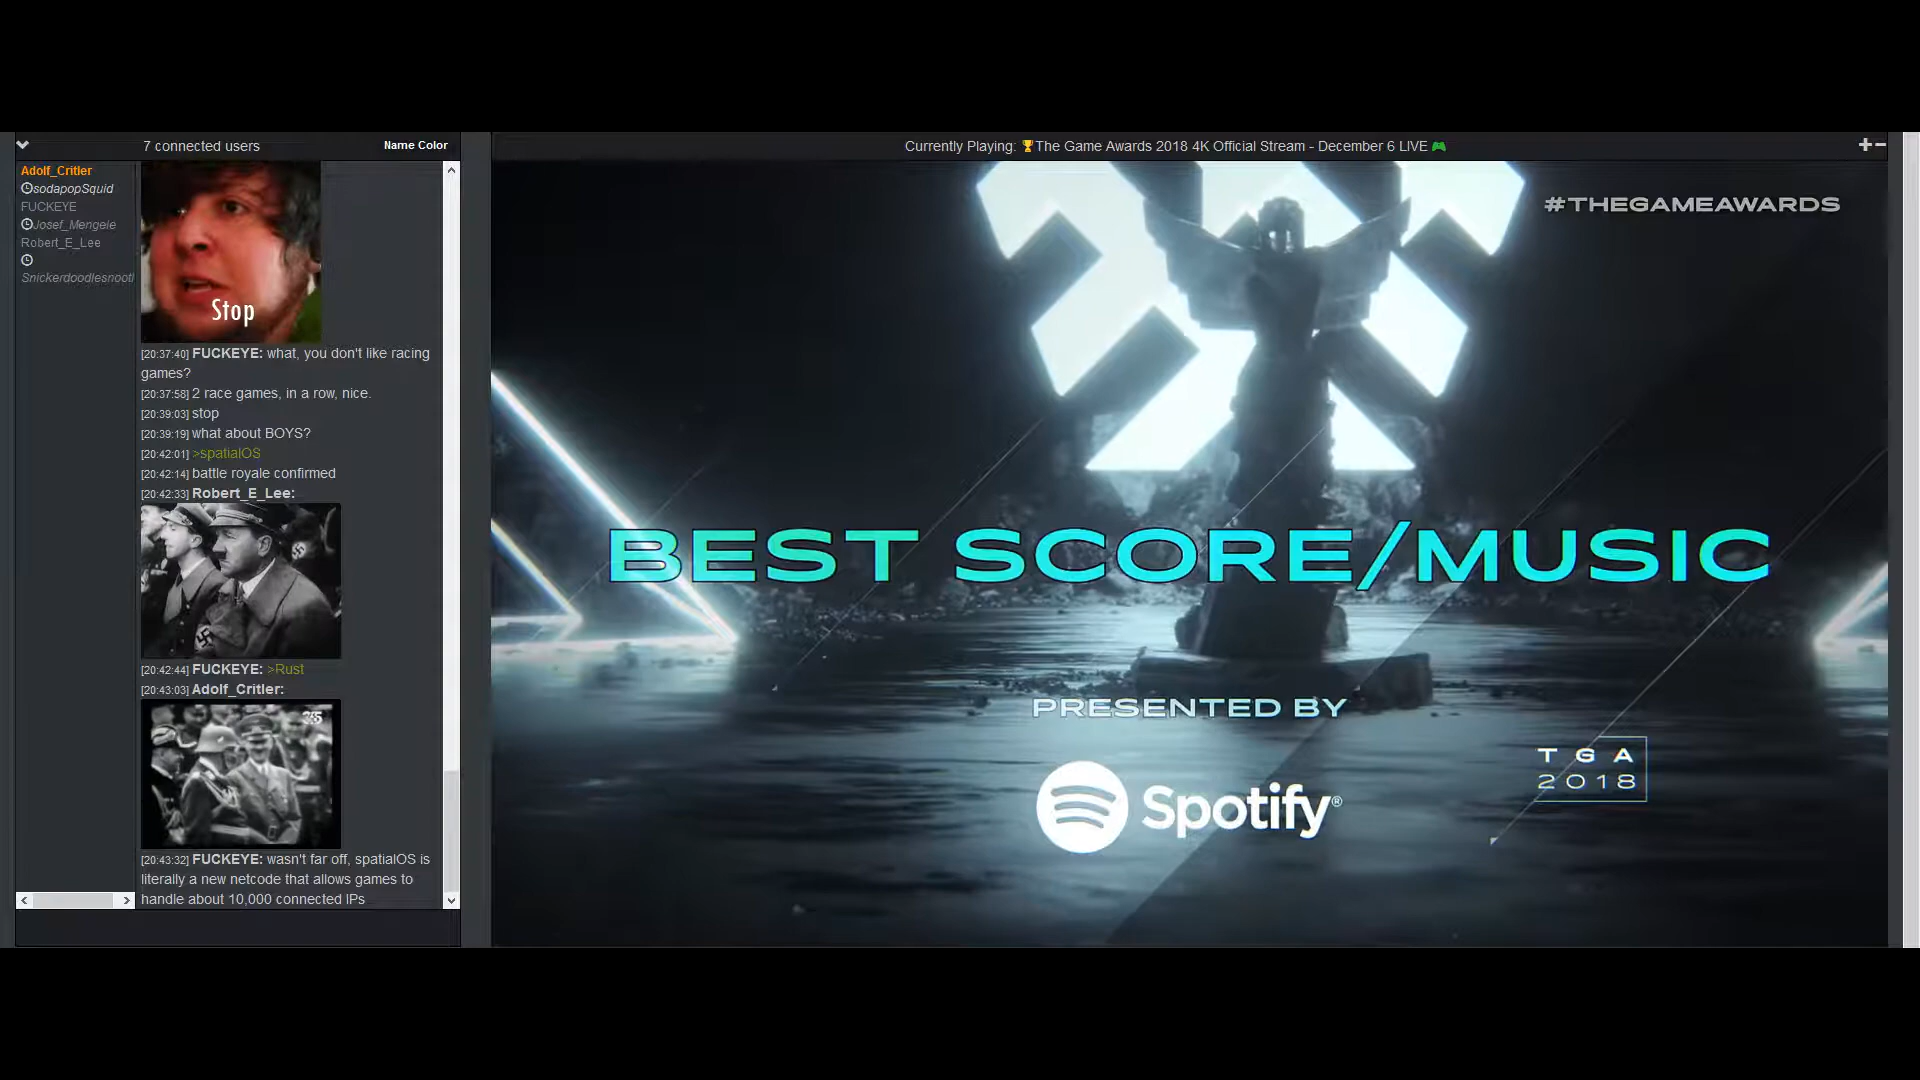 7 connected users
Name Color
Currently Playing: 🏆The Game Awards 2018 4K Official Stream - December 6 LIVE 🎮
Adolf_Critler
sodapopSquid
FUCKEYE
Josef_Mengele
Robert_E_Lee
Snickerdoodlesnoot
Stop
[20:37:40] FUCKEYE: what, you don't like racing
games?
[20:37:58] 2 race games, in a row, nice.
[20:39:03] stop
[20:39:19] what about BOYS?
[20:42:01] >spatialOS
[20:42:14] battle royale confirmed
[20:42:33] Robert_E_Lee:
[20:42:44] FUCKEYE: >Rust
[20:43:03] Adolf_Critler:
[20:43:32] FUCKEYE: wasn't far off, spatialOS is
literally a new netcode that allows games to
handle about 10,000 connected IPs
#THEGAMEAWARDS
BEST SCORE/MUSIC
PRESENTED BY
Spotify®
TGA
2018